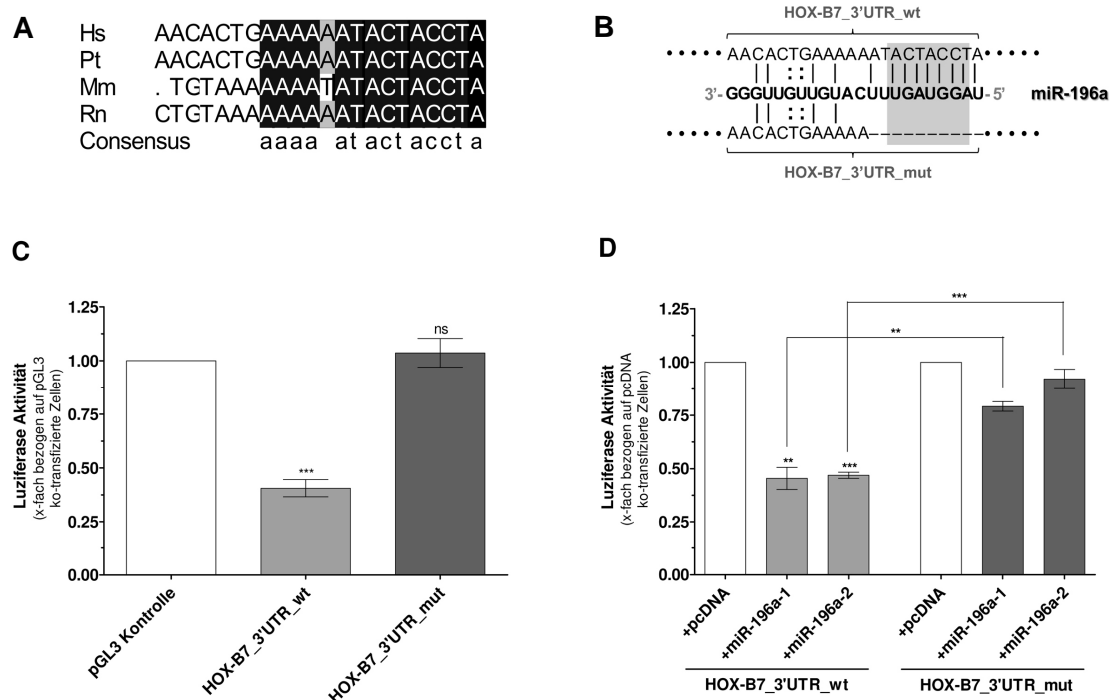 A
Hs AACACTGAAAAAAATACTACCTA
Pt AACACTGAAAAAAATACTACCTA
Mm . TGTAAAAAAAATATACTACCTA
Rn CTGTAAAAAAAAAATACTACCTA
Consensus aaaa at act acct a
B
HOX-B7_3'UTR_wt
AACACTGAAAAAATACTACCTA
3'- GGGUUGUUGUACUUUGAUGGAU -5' miR-196a
AACACTGAAAAA----------
HOX-B7_3'UTR_mut
C
Luziferase Aktivität
(x-fach bezogen auf pGL3
ko-transfizierte Zellen)
1.25
1.00
0.75
0.50
0.25
0.00
***
ns
pGL3 Kontrolle
HOX-B7_3'UTR_wt
HOX-B7_3'UTR_mut
D
Luziferase Aktivität
(x-fach bezogen auf pcDNA
ko-transfizierte Zellen)
1.25
1.00
0.75
0.50
0.25
0.00
***
**
**
***
+pcDNA
+miR-196a-1
+miR-196a-2
+pcDNA
+miR-196a-1
+miR-196a-2
HOX-B7_3'UTR_wt
HOX-B7_3'UTR_mut